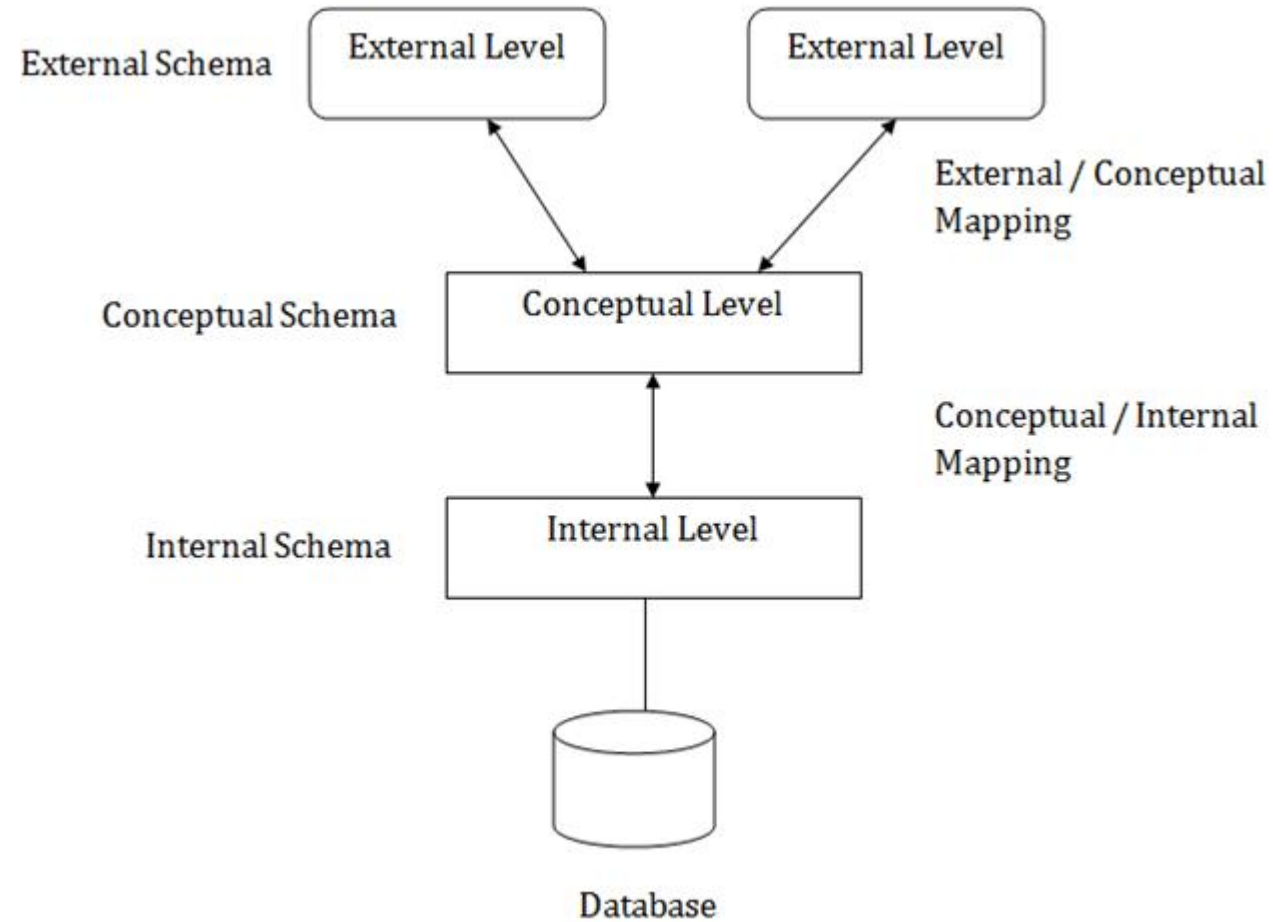 External Schema
External Level
External Level
External / Conceptual
Mapping
Conceptual Schema
Conceptual Level
Conceptual / Internal
Mapping
Internal Schema
Internal Level
Database